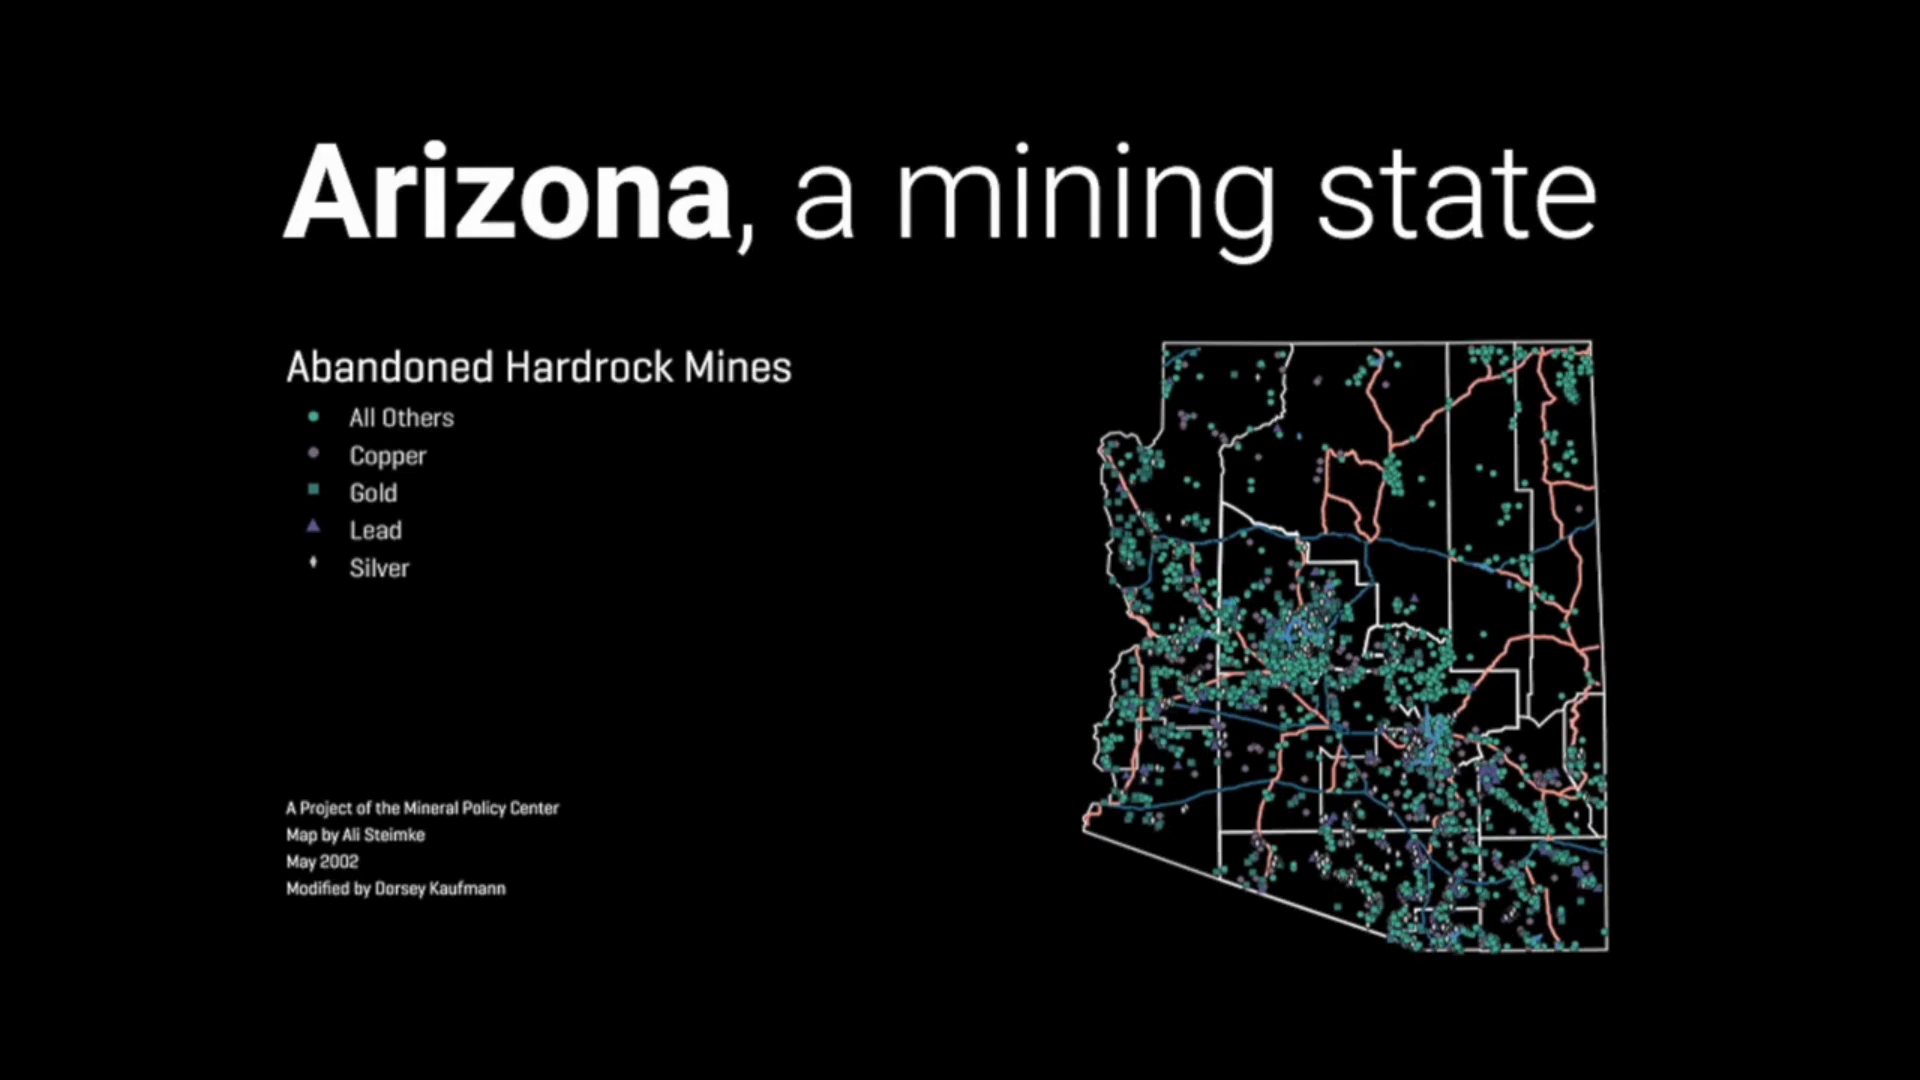 Arizona, a mining state
Abandoned Hardrock Mines
All Others
Copper
Gold
Lead
Silver
A Project of the Mineral Policy Center
Map by Ali Steimke
May 2002
Modified by Dorsey Kaufmann